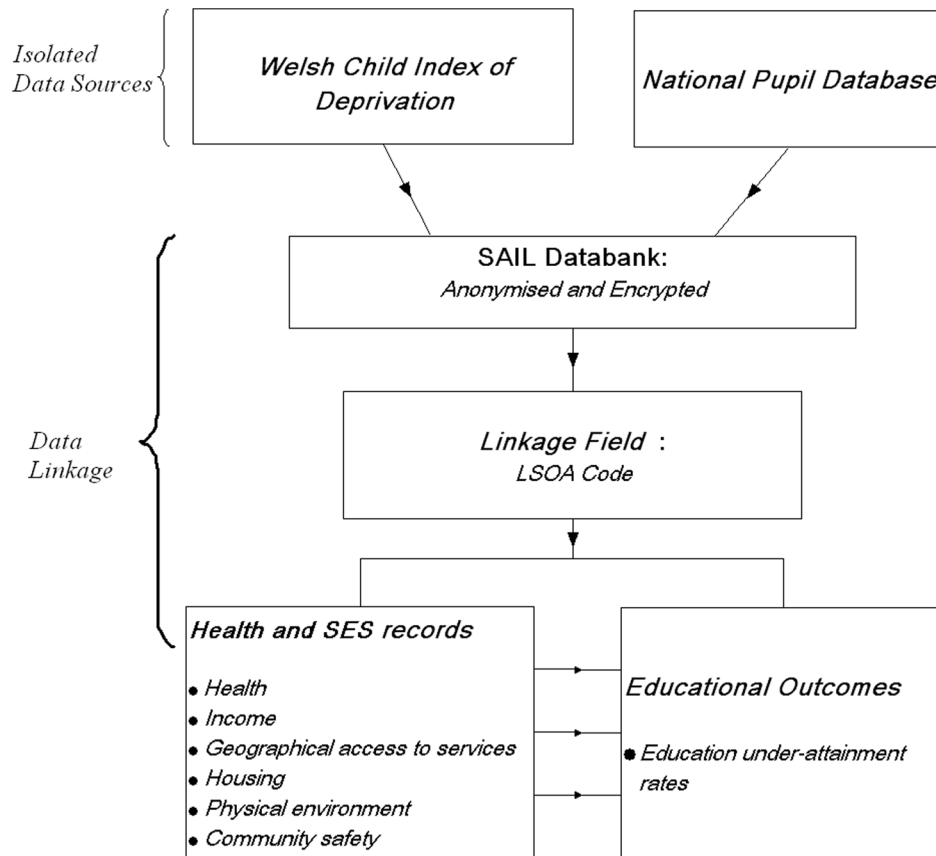 Isolated
Data Sources
Welsh Child Index of
Deprivation
National Pupil Database
SAIL Databank:
Anonymised and Encrypted
Data
Linkage
Linkage Field :
LSOA Code
Health and SES records
● Health
● Income
● Geographical access to services
● Housing
● Physical environment
● Community safety
Educational Outcomes
● Education under-attainment
rates